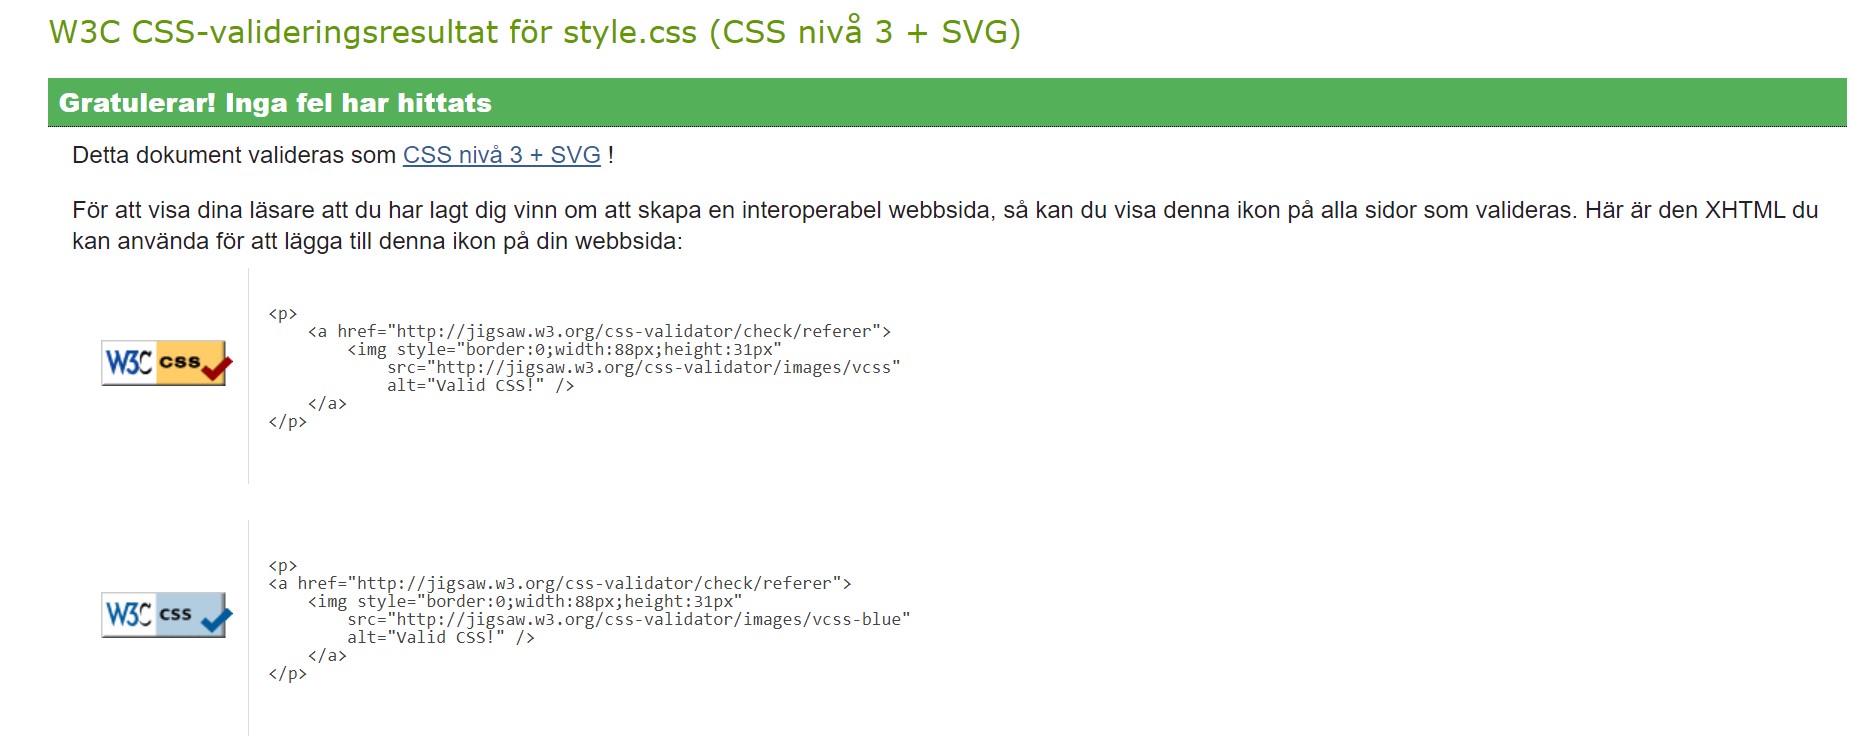 W3C CSS-valideringsresultat för style.css (CSS nivå 3 + SVG)
Gratulerar! Inga fel har hittats
Detta dokument valideras som CSS nivå 3 + SVG !
För att visa dina läsare att du har lagt dig vinn om att skapa en interoperabel webbsida, så kan du visa denna ikon på alla sidor som valideras. Här är den XHTML du
kan använda för att lägga till denna ikon på din webbsida:
W3C css
<p>
    <a href="http://jigsaw.w3.org/css-validator/check/referer">
        <img style="border:0;width:88px;height:31px"
            src="http://jigsaw.w3.org/css-validator/images/vcss"
            alt="Valid CSS!" />
    </a>
</p>
W3C css
<p>
<a href="http://jigsaw.w3.org/css-validator/check/referer">
    <img style="border:0;width:88px;height:31px"
        src="http://jigsaw.w3.org/css-validator/images/vcss-blue"
        alt="Valid CSS!" />
    </a>
</p>